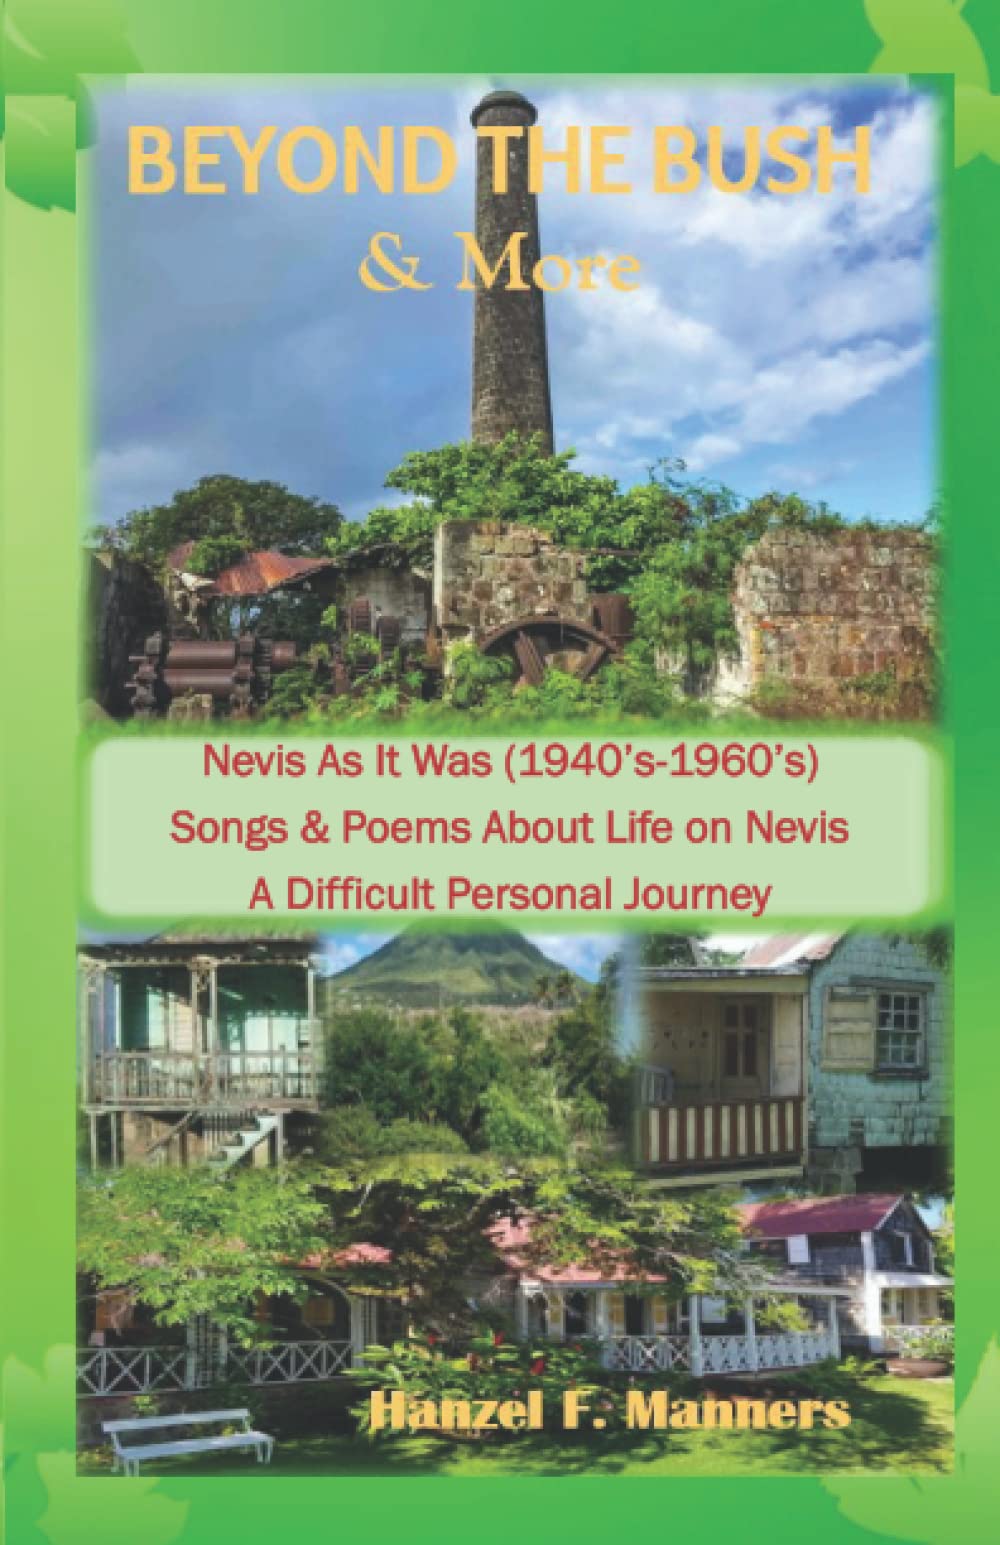 BEYOND THE BUSH
& More
Nevis As It Was (1940’s-1960’s)
Songs & Poems About Life on Nevis
A Difficult Personal Journey
Hanzel F. Manners